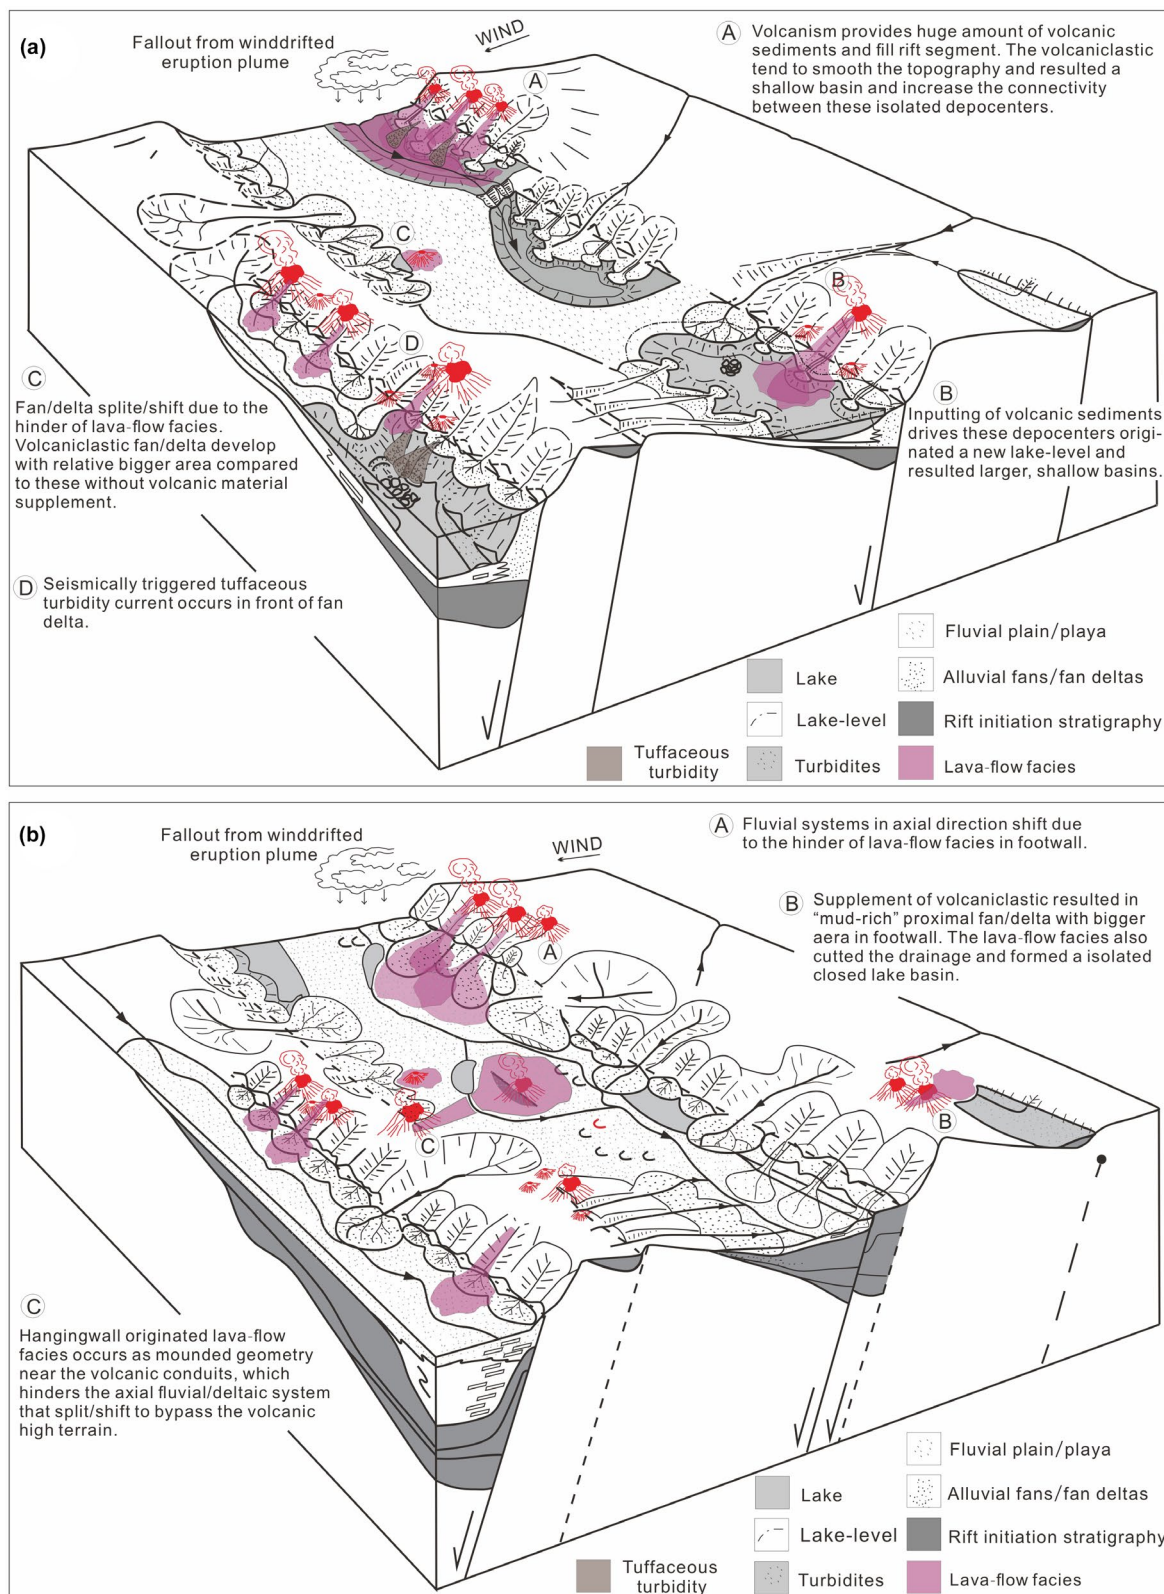 (a)
WIND
Fallout from winddrifted
eruption plume
A
A Volcanism provides huge amount of volcanic
sediments and fill rift segment. The volcaniclastic
tend to smooth the topography and resulted a
shallow basin and increase the connectivity
between these isolated depocenters.
C
B
D
C
Fan/delta splite/shift due to the
hinder of lava-flow facies.
Volcaniclastic fan/delta develop
with relative bigger area compared
to these without volcanic material
supplement.
B
Inputting of volcanic sediments
drives these depocenters origi-
nated a new lake-level and
resulted larger, shallow basins.
D Seismically triggered tuffaceous
turbidity current occurs in front of fan
delta.
Fluvial plain/playa
Lake
Alluvial fans/fan deltas
Lake-level
Rift initiation stratigraphy
Tuffaceous
turbidity
Turbidites
Lava-flow facies
(b)
Fallout from winddrifted
eruption plume
WIND
A Fluvial systems in axial direction shift due
to the hinder of lava-flow facies in footwall.
B Supplement of volcaniclastic resulted in
“mud-rich” proximal fan/delta with bigger
aera in footwall. The lava-flow facies also
cutted the drainage and formed a isolated
closed lake basin.
A
B
C
C
Hangingwall originated lava-flow
facies occurs as mounded geometry
near the volcanic conduits, which
hinders the axial fluvial/deltaic system
that split/shift to bypass the volcanic
high terrain.
Fluvial plain/playa
Lake
Alluvial fans/fan deltas
Lake-level
Rift initiation stratigraphy
Tuffaceous
turbidity
Turbidites
Lava-flow facies